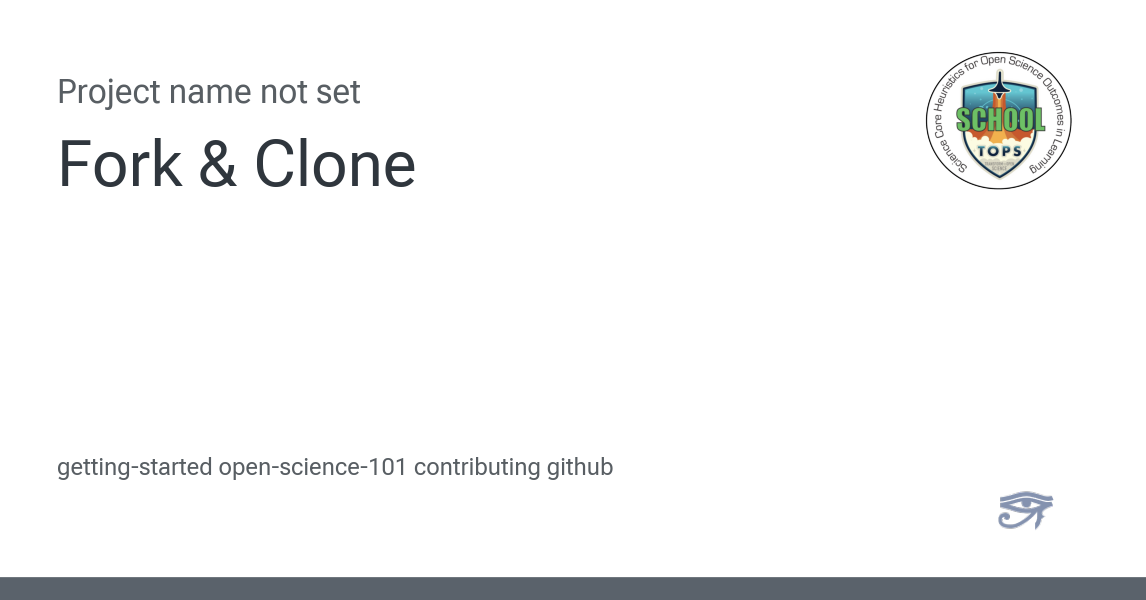 Project name not set
Fork & Clone
Science Core Heuristics for Open Science Outcomes in Learning
SCHOOL
TOPS
getting-started open-science-101 contributing github